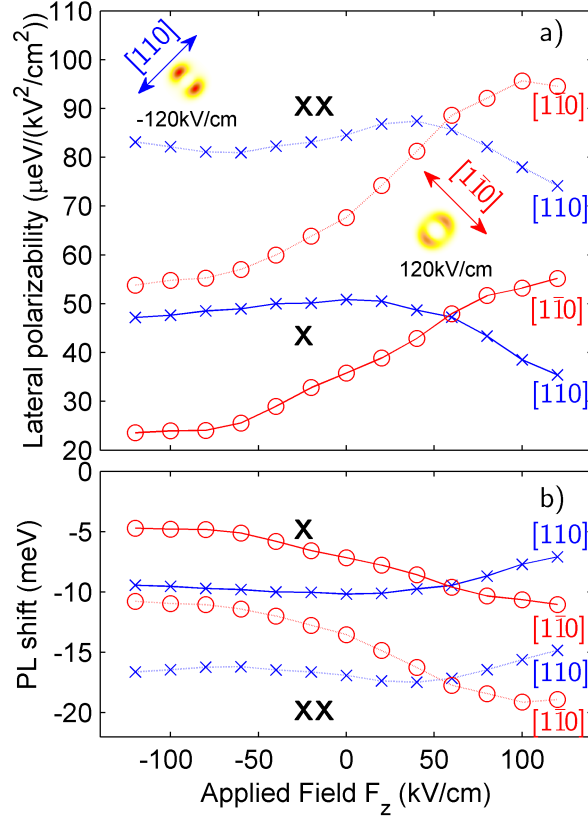 a)
[110]
-120kV/cm
XX
[11̄0]
[11̄0]
[110]
120kV/cm
X
[11̄0]
[110]
Lateral polarizability (μeV/(kV²/cm²)
110
100
90
80
70
60
50
40
30
20
b)
X
[110]
[11̄0]
[110]
XX
[11̄0]
PL shift (meV)
0
-5
-10
-15
-20
-100
-50
0
50
100
Applied Field F_z (kV/cm)